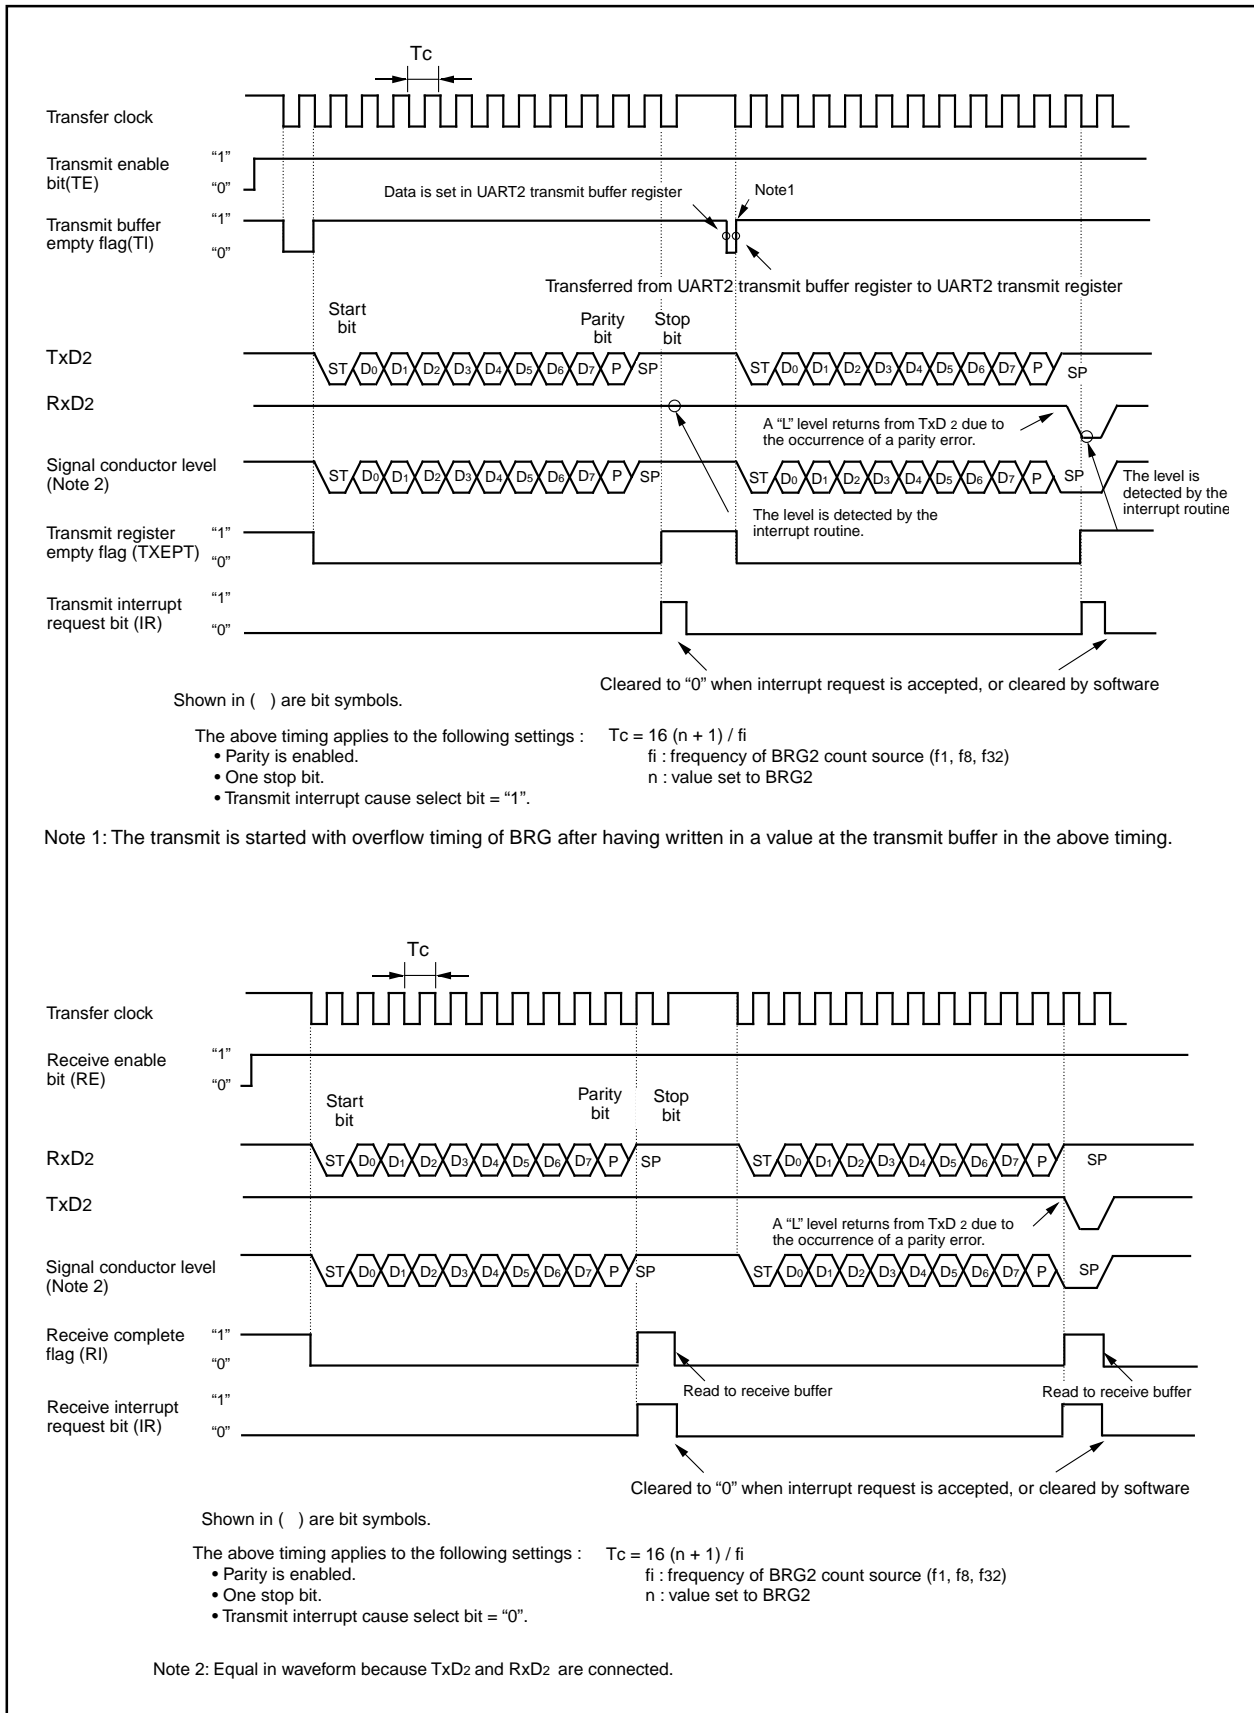 Tc
Transfer clock
Transmit enable
bit(TE)
“1”
“0”
Data is set in UART2 transmit buffer register
Note1
Transmit buffer
empty flag(TI)
“1”
“0”
Transferred from UART2 transmit buffer register to UART2 transmit register
Start
bit
Parity
bit
Stop
bit
TxD2
ST D0 D1 D2 D3 D4 D5 D6 D7 P SP
ST D0 D1 D2 D3 D4 D5 D6 D7 P SP
RxD2
A “L” level returns from TxD 2 due to
the occurrence of a parity error.
Signal conductor level
(Note 2)
ST D0 D1 D2 D3 D4 D5 D6 D7 P SP
ST D0 D1 D2 D3 D4 D5 D6 D7 P SP
The level is
detected by the
interrupt routine
The level is detected by the
interrupt routine.
Transmit register
empty flag (TXEPT)
“1”
“0”
Transmit interrupt
request bit (IR)
“1”
“0”
Cleared to “0” when interrupt request is accepted, or cleared by software
Shown in ( ) are bit symbols.
The above timing applies to the following settings :
• Parity is enabled.
• One stop bit.
• Transmit interrupt cause select bit = “1”.
Tc = 16 (n + 1) / fi
fi : frequency of BRG2 count source (f1, f8, f32)
n : value set to BRG2
Note 1: The transmit is started with overflow timing of BRG after having written in a value at the transmit buffer in the above timing.
Tc
Transfer clock
Receive enable
bit (RE)
“1”
“0”
Start
bit
Parity
bit
Stop
bit
RxD2
ST D0 D1 D2 D3 D4 D5 D6 D7 P SP
ST D0 D1 D2 D3 D4 D5 D6 D7 P SP
TxD2
A “L” level returns from TxD 2 due to
the occurrence of a parity error.
Signal conductor level
(Note 2)
ST D0 D1 D2 D3 D4 D5 D6 D7 P SP
ST D0 D1 D2 D3 D4 D5 D6 D7 P SP
Receive complete
flag (RI)
“1”
“0”
Read to receive buffer
Read to receive buffer
Receive interrupt
request bit (IR)
“1”
“0”
Cleared to “0” when interrupt request is accepted, or cleared by software
Shown in ( ) are bit symbols.
The above timing applies to the following settings :
• Parity is enabled.
• One stop bit.
• Transmit interrupt cause select bit = “0”.
Tc = 16 (n + 1) / fi
fi : frequency of BRG2 count source (f1, f8, f32)
n : value set to BRG2
Note 2: Equal in waveform because TxD2 and RxD2 are connected.